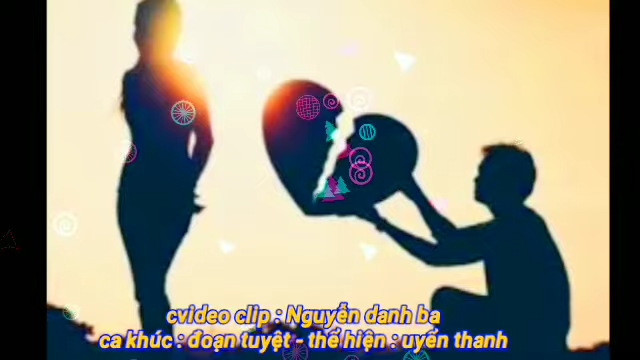 cvideo clip : Nguyễn danh ba
ca khúc : đoạn tuyệt - thể hiện : uyển thanh